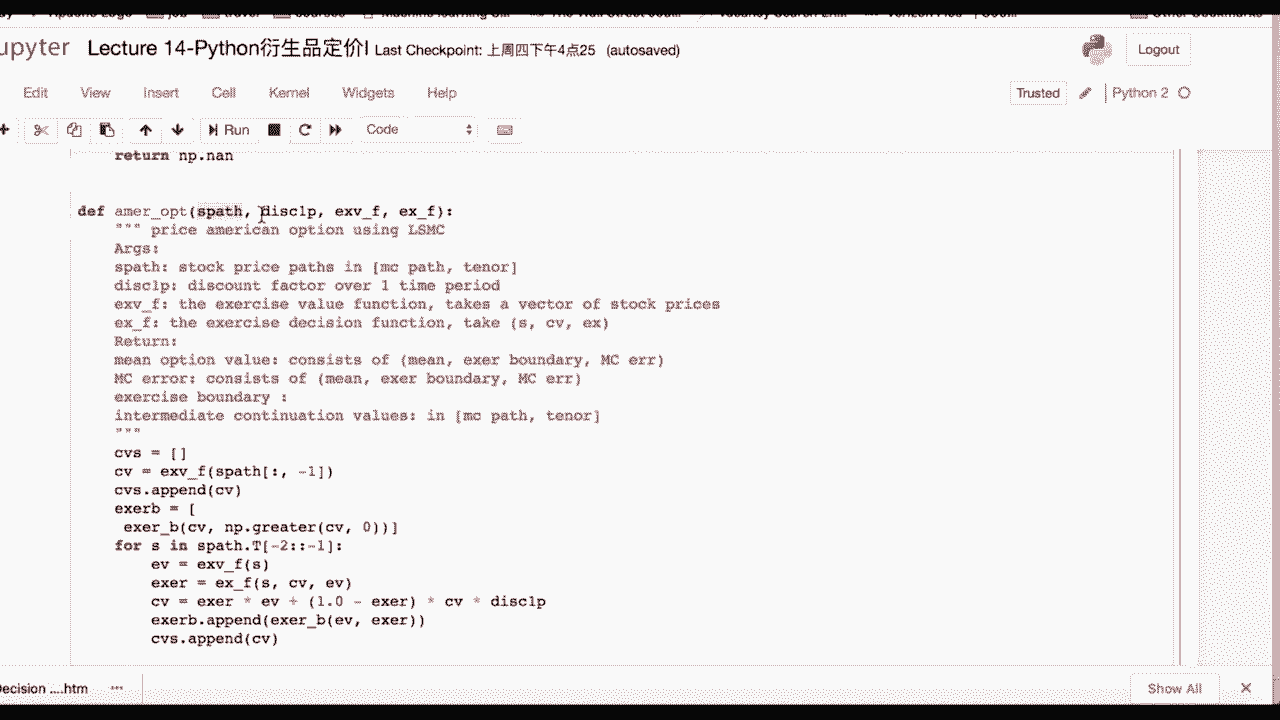 upyter Lecture 14-Python衍生品定价I Last Checkpoint: 上周四下午4点25 (autosaved) Logout
Edit View Insert Cell Kernel Widgets Help Trusted Python 2
Run Code
return np.nan
def amer_opt(spath, disc1p, exv_f, ex_f):
""" price american option using LSMC
Args:
spath: stock price paths in [mc path, tenor]
disc1p: discount factor over 1 time period
exv_f: the exercise value function, takes a vector of stock prices
ex_f: the exercise decision function, take (s, cv, ex)
Return:
mean option value: consists of (mean, exer boundary, MC err)
MC error: consists of (mean, exer boundary, MC err)
exercise boundary :
intermediate continuation values: in [mc path, tenor]
"""
cvs = []
cv = exv_f(spath[:, -1])
cvs.append(cv)
exerb = [
exer_b(cv, np.greater(cv, 0))]
for s in spath.T[-2::-1]:
ev = exv_f(s)
exer = ex_f(s, cv, ev)
cv = exer * ev + (1.0 - exer) * cv * disc1p
exerb.append(exer_b(ev, exer))
cvs.append(cv)
Decision ....htm Show All